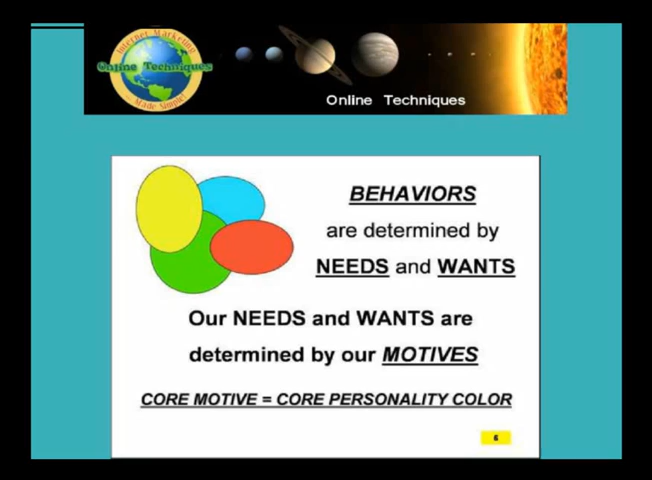 Internet Marketing
Online Techniques
Made Simple!
Online Techniques
BEHAVIORS
are determined by
NEEDS and WANTS
Our NEEDS and WANTS are
determined by our MOTIVES
CORE MOTIVE = CORE PERSONALITY COLOR
6